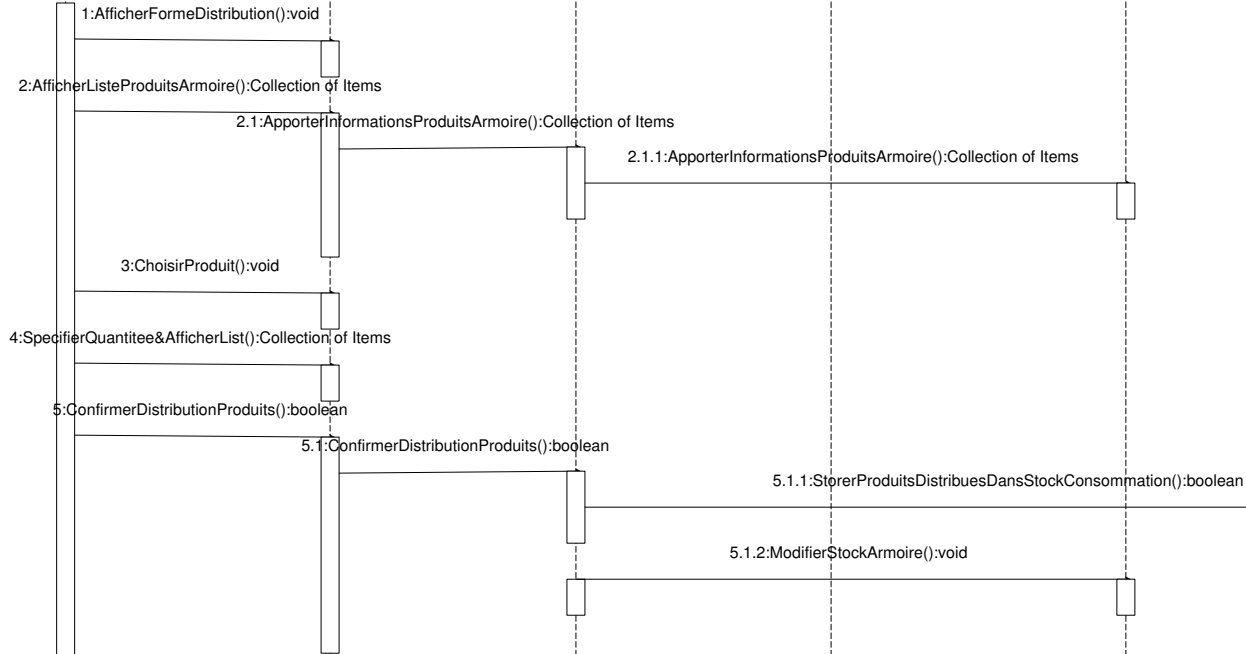 1:AfficherFormeDistribution():void
2:AfficherListeProduitsArmoire():Collection of Items
2.1:ApporterInformationsProduitsArmoire():Collection of Items
2.1.1:ApporterInformationsProduitsArmoire():Collection of Items
3:ChoisirProduit():void
4:SpecifierQuantitee&AfficherList():Collection of Items
5:ConfirmerDistributionProduits():boolean
5.1:ConfirmerDistributionProduits():boolean
5.1.1:StorerProduitsDistribuesDansStockConsommation():boolean
5.1.2:ModifierStockArmoire():void